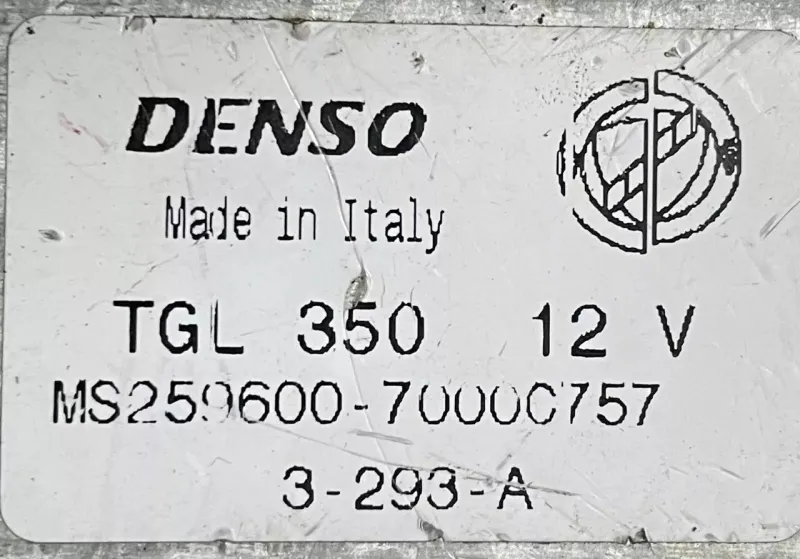 DENSO
Made in Italy
TGL 350 12 V
MS259600-7000C757
3-293-A